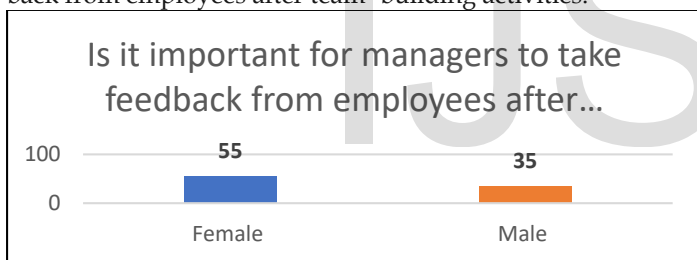 back from employees after team-building activities.
Is it important for managers to take
feedback from employees after…
100
55
35
0
Female
Male
IJS